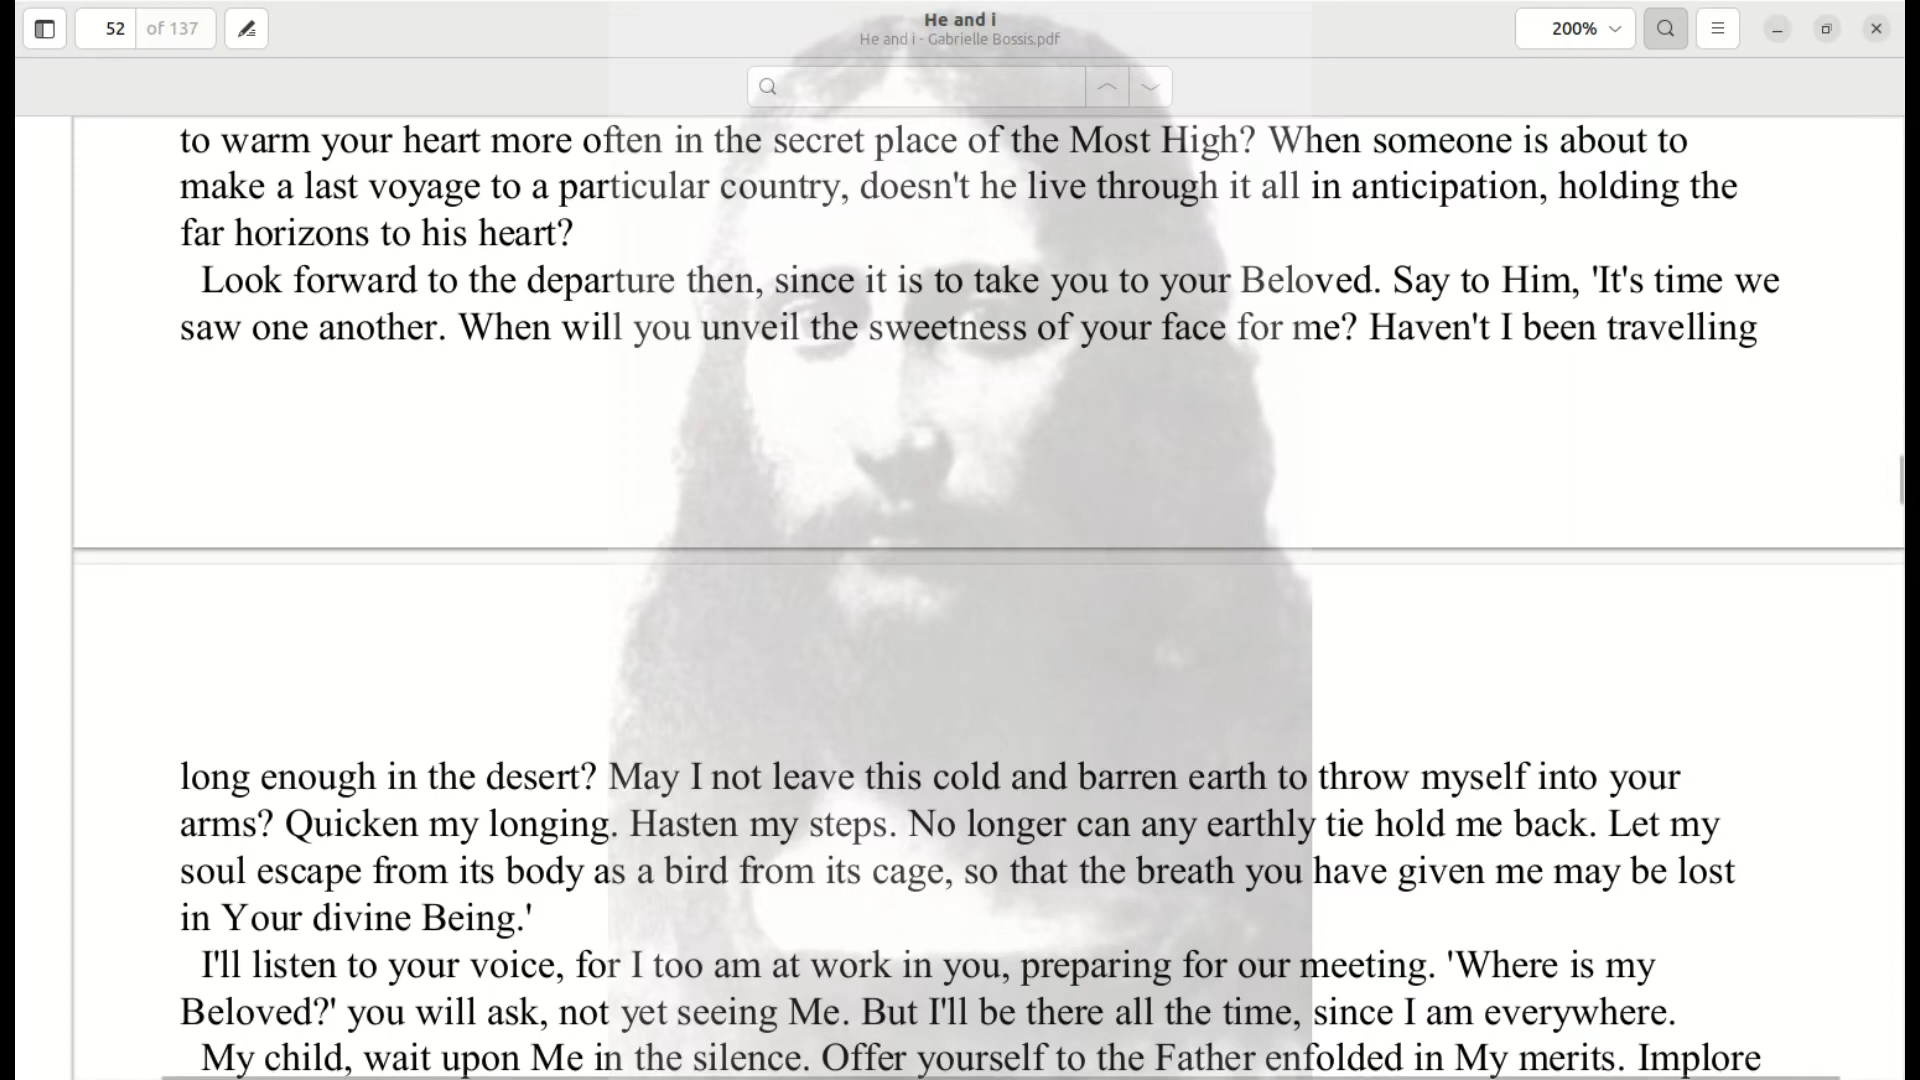 52
of 137
He and i
He and i - Gabrielle Bossis.pdf
200%
to warm your heart more often in the secret place of the Most High? When someone is about to
make a last voyage to a particular country, doesn't he live through it all in anticipation, holding the
far horizons to his heart?
Look forward to the departure then, since it is to take you to your Beloved. Say to Him, 'It's time we
saw one another. When will you unveil the sweetness of your face for me? Haven't I been travelling
long enough in the desert? May I not leave this cold and barren earth to throw myself into your
arms? Quicken my longing. Hasten my steps. No longer can any earthly tie hold me back. Let my
soul escape from its body as a bird from its cage, so that the breath you have given me may be lost
in Your divine Being.'
I'll listen to your voice, for I too am at work in you, preparing for our meeting. 'Where is my
Beloved?' you will ask, not yet seeing Me. But I'll be there all the time, since I am everywhere.
My child, wait upon Me in the silence. Offer yourself to the Father enfolded in My merits. Implore